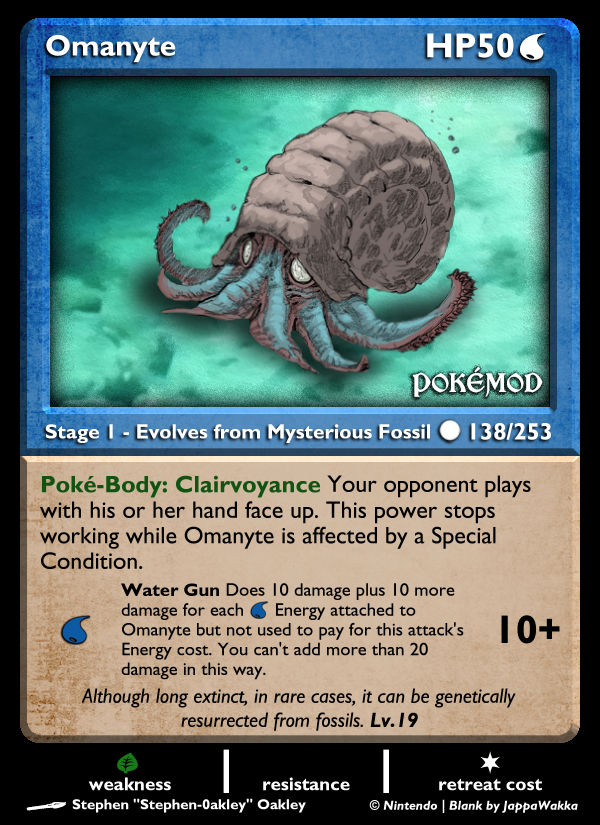 Omanyte HP50
POKÉMOD
Stage 1 - Evolves from Mysterious Fossil 138/253
Poké-Body: Clairvoyance Your opponent plays
with his or her hand face up. This power stops
working while Omanyte is affected by a Special
Condition.
Water Gun Does 10 damage plus 10 more
damage for each Energy attached to
Omanyte but not used to pay for this attack's
Energy cost. You can't add more than 20
damage in this way.
10+
Although long extinct, in rare cases, it can be genetically
resurrected from fossils. Lv.19
weakness resistance retreat cost
Stephen "Stephen-0akley" Oakley © Nintendo | Blank by JappaWakka